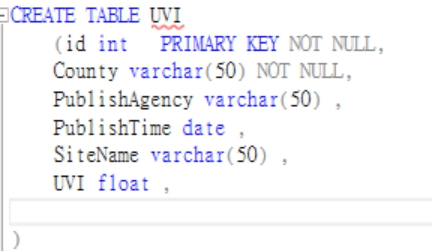 CREATE TABLE UVI
(id int PRIMARY KEY NOT NULL,
County varchar(50) NOT NULL,
PublishAgency varchar(50) ,
PublishTime date ,
SiteName varchar(50) ,
UVI float ,
)